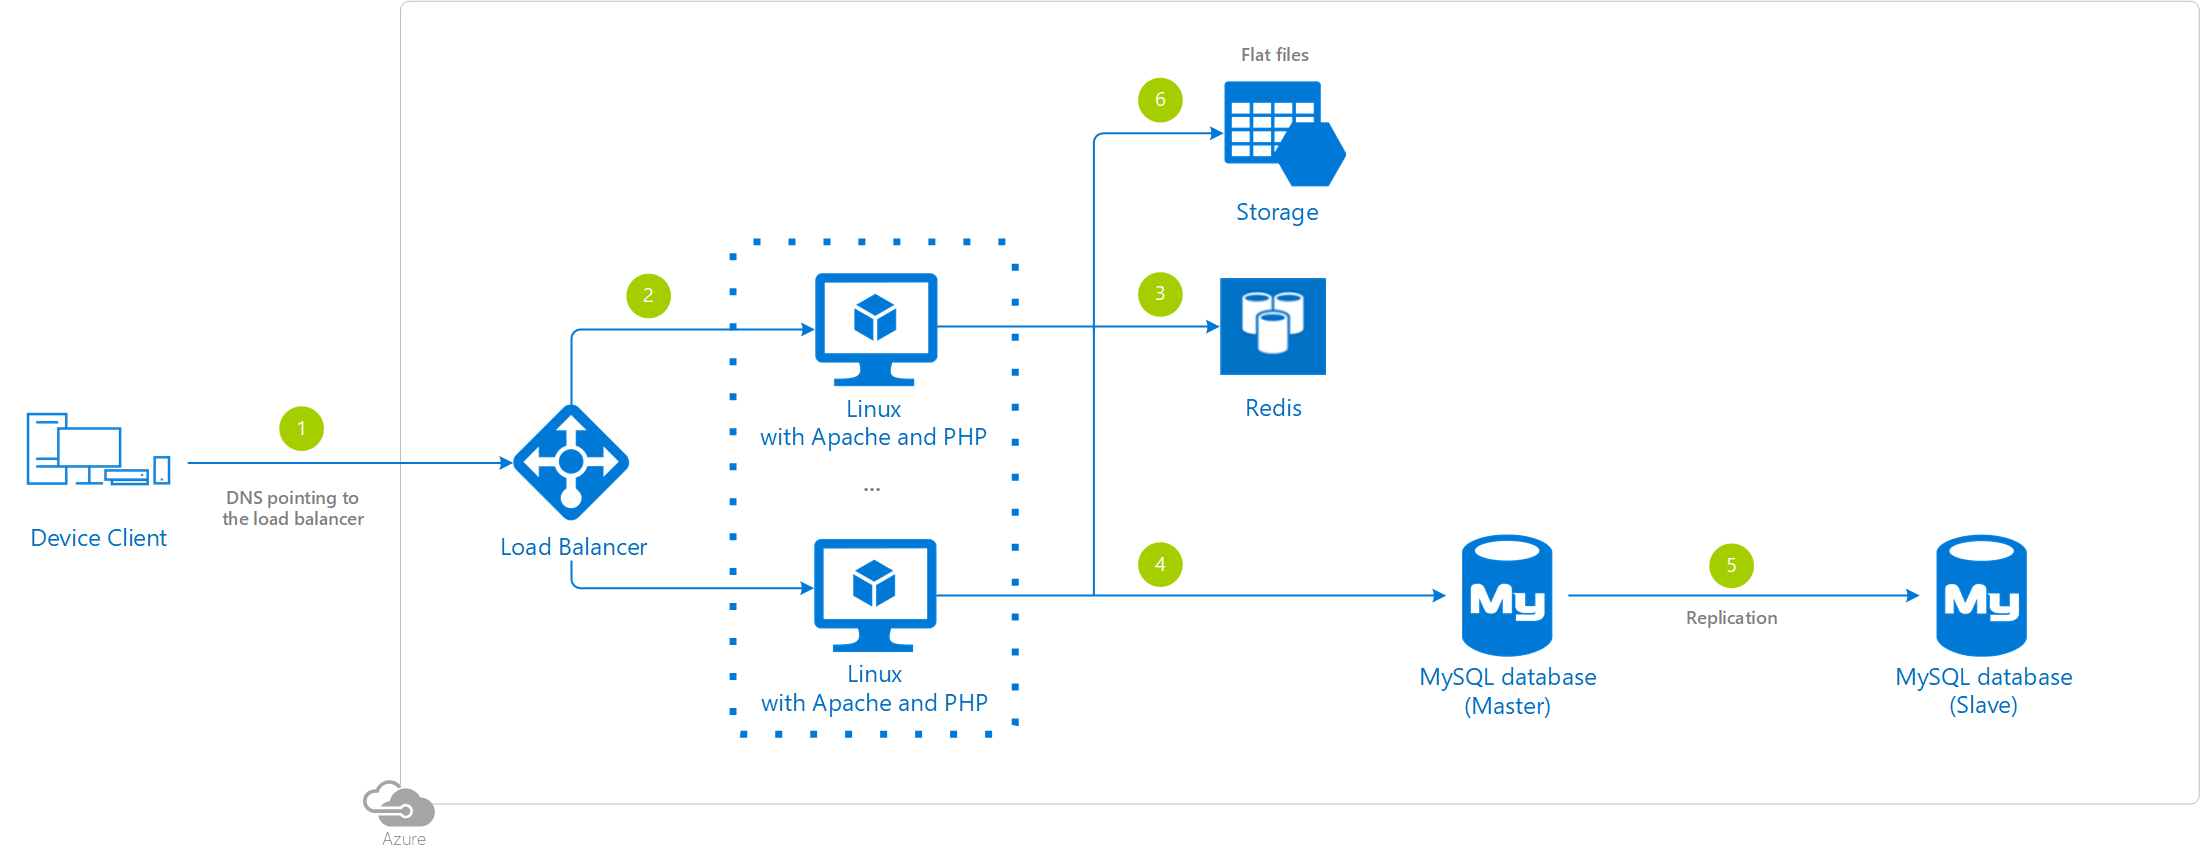 Flat files
6
Storage
2
3
Redis
Linux
with Apache and PHP
...
1
DNS pointing to
the load balancer
Device Client
Load Balancer
Linux
with Apache and PHP
4
My
MySQL database
(Master)
5
Replication
My
MySQL database
(Slave)
Azure